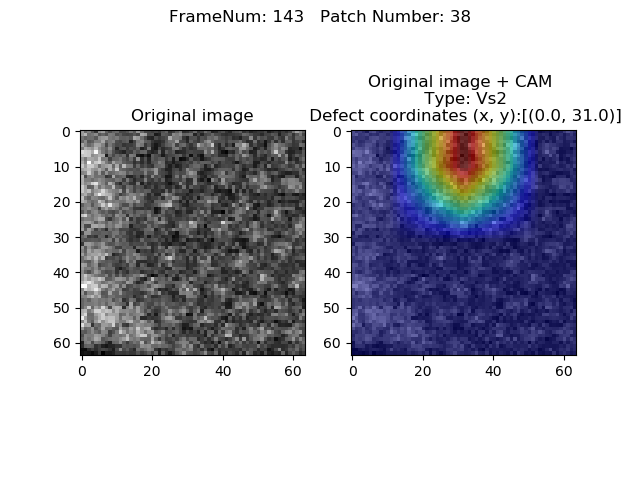 FrameNum: 143   Patch Number: 38
Original image
Original image + CAM
Type: Vs2
Defect coordinates (x, y):[(0.0, 31.0)]
0
10
20
30
40
50
60
0 20 40 60
0
10
20
30
40
50
60
0 20 40 60